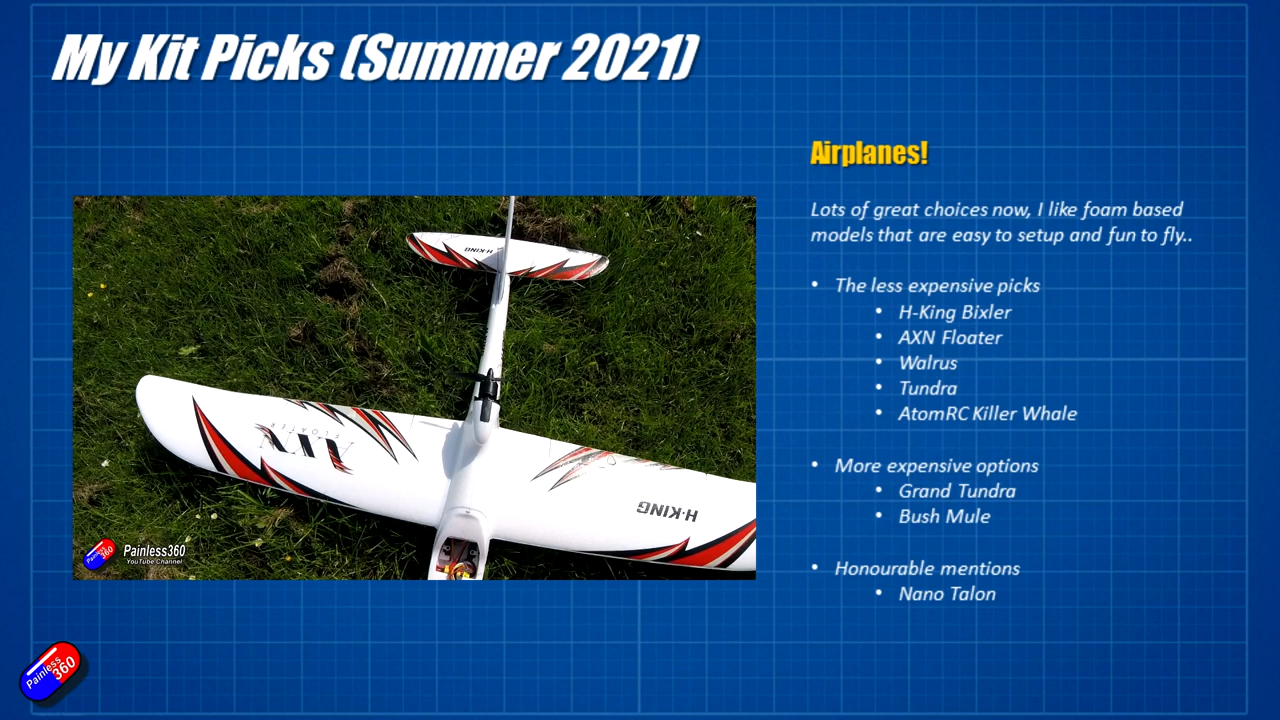 My Kit Picks (Summer 2021)
Airplanes!
Lots of great choices now, I like foam based
models that are easy to setup and fun to fly..
• The less expensive picks
• H-King Bixler
• AXN Floater
• Walrus
• Tundra
• AtomRC Killer Whale
• More expensive options
• Grand Tundra
• Bush Mule
• Honourable mentions
• Nano Talon
H-KING
AXN
FLOATER
H-KING
Painless360
Painless360
YouTube Channel
Painless360